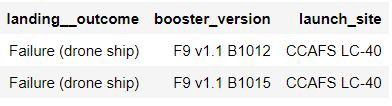 landing__outcome booster_version launch_site
Failure (drone ship) F9 v1.1 B1012 CCAFS LC-40
Failure (drone ship) F9 v1.1 B1015 CCAFS LC-40